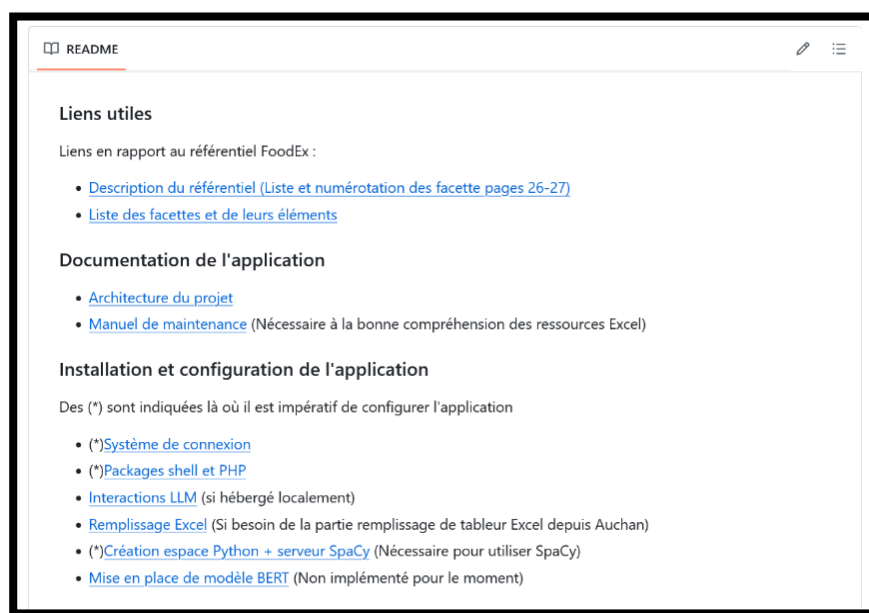 README
Liens utiles
Liens en rapport au référentiel FoodEx :
• Description du référentiel (Liste et numérotation des facette pages 26-27)
• Liste des facettes et de leurs éléments
Documentation de l'application
• Architecture du projet
• Manuel de maintenance (Nécessaire à la bonne compréhension des ressources Excel)
Installation et configuration de l'application
Des (*) sont indiquées là où il est impératif de configurer l'application
• (*)Système de connexion
• (*)Packages shell et PHP
• Interactions LLM (si hébergé localement)
• Remplissage Excel (Si besoin de la partie remplissage de tableur Excel depuis Auchan)
• (*)Création espace Python + serveur SpaCy (Nécessaire pour utiliser SpaCy)
• Mise en place de modèle BERT (Non implémenté pour le moment)